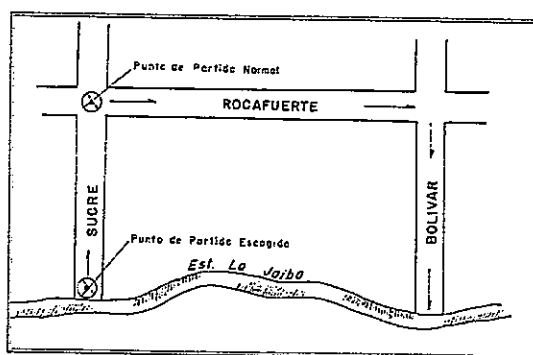 Punto de Partida Normal
ROCAFUERTE
SUCRE
BOLIVAR
Punto de Partida Escogido
Est. La Jaiba